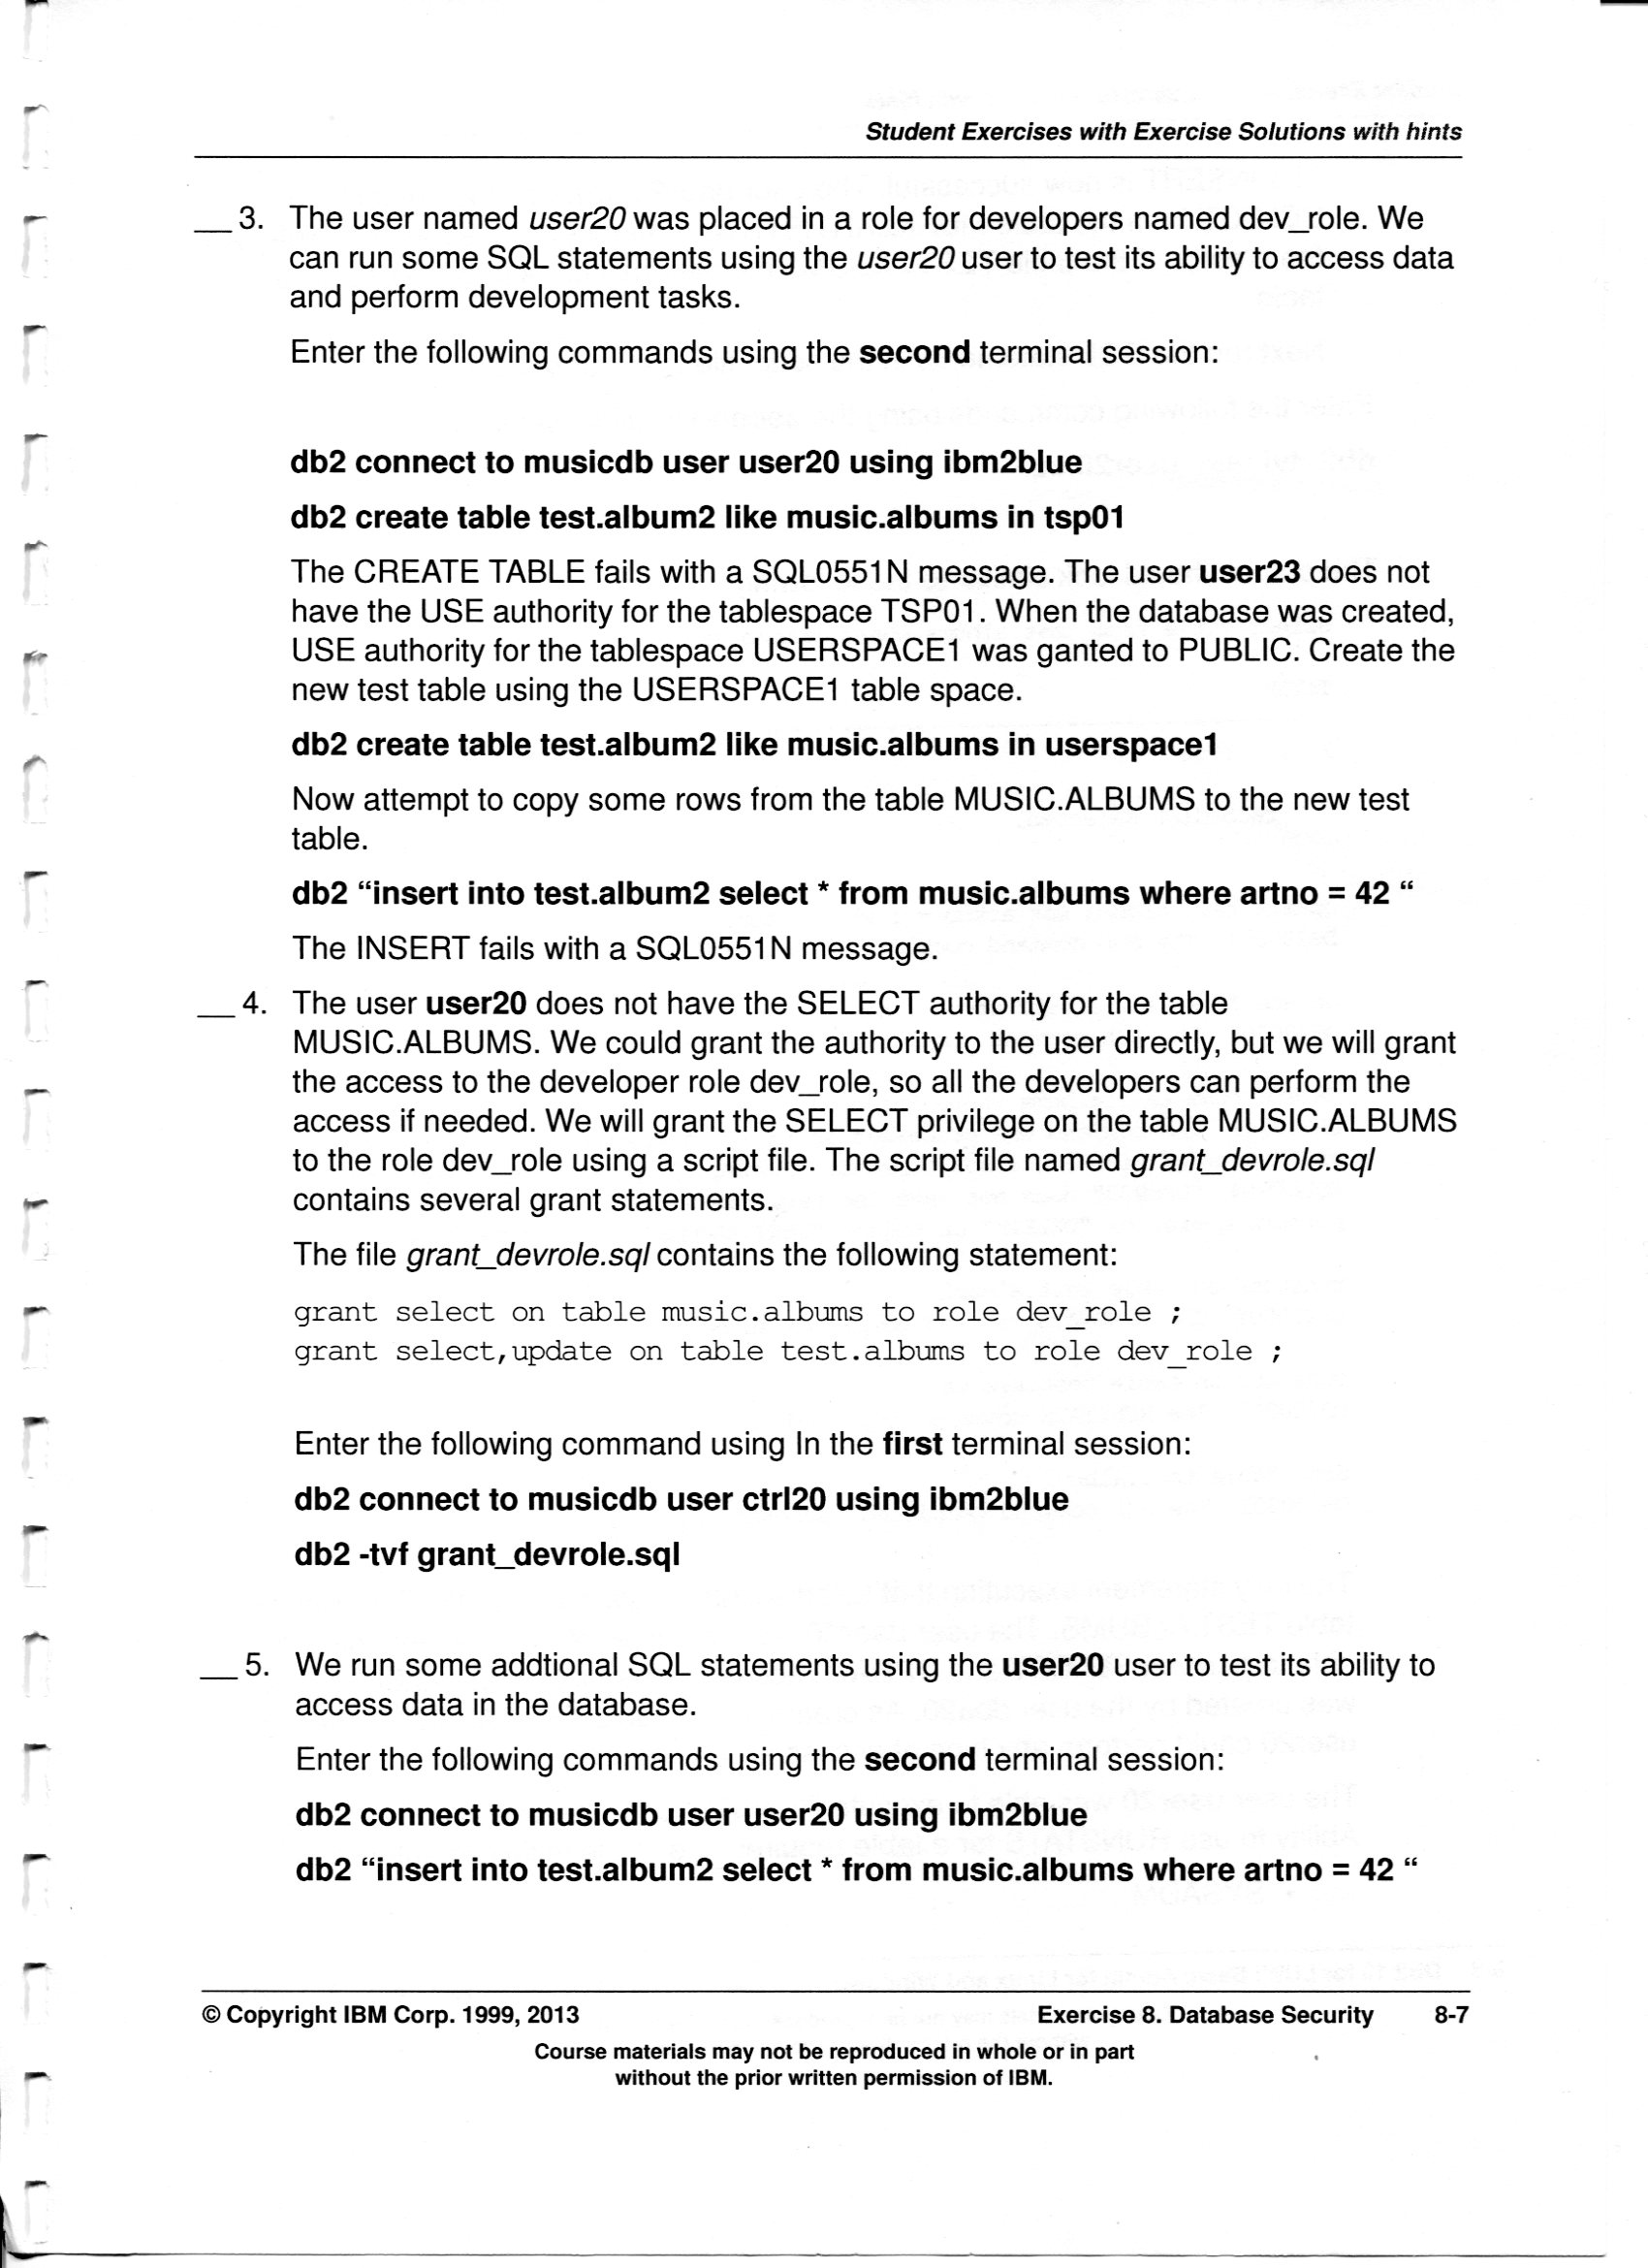 Student Exercises with Exercise Solutions with hints
__ 3. The user named user20 was placed in a role for developers named dev_role. We
can run some SQL statements using the user20 user to test its ability to access data
and perform development tasks.
Enter the following commands using the second terminal session:
db2 connect to musicdb user user20 using ibm2blue
db2 create table test.album2 like music.albums in tsp01
The CREATE TABLE fails with a SQL0551N message. The user user23 does not
have the USE authority for the tablespace TSP01. When the database was created,
USE authority for the tablespace USERSPACE1 was ganted to PUBLIC. Create the
new test table using the USERSPACE1 table space.
db2 create table test.album2 like music.albums in userspace1
Now attempt to copy some rows from the table MUSIC.ALBUMS to the new test
table.
db2 “insert into test.album2 select * from music.albums where artno = 42 “
The INSERT fails with a SQL0551N message.
__ 4. The user user20 does not have the SELECT authority for the table
MUSIC.ALBUMS. We could grant the authority to the user directly, but we will grant
the access to the developer role dev_role, so all the developers can perform the
access if needed. We will grant the SELECT privilege on the table MUSIC.ALBUMS
to the role dev_role using a script file. The script file named grant_devrole.sql
contains several grant statements.
The file grant_devrole.sql contains the following statement:
grant select on table music.albums to role dev_role ;
grant select,update on table test.albums to role dev_role ;
Enter the following command using In the first terminal session:
db2 connect to musicdb user ctrl20 using ibm2blue
db2 -tvf grant_devrole.sql
__ 5. We run some addtional SQL statements using the user20 user to test its ability to
access data in the database.
Enter the following commands using the second terminal session:
db2 connect to musicdb user user20 using ibm2blue
db2 “insert into test.album2 select * from music.albums where artno = 42 “
© Copyright IBM Corp. 1999, 2013 Exercise 8. Database Security 8-7
Course materials may not be reproduced in whole or in part
without the prior written permission of IBM.